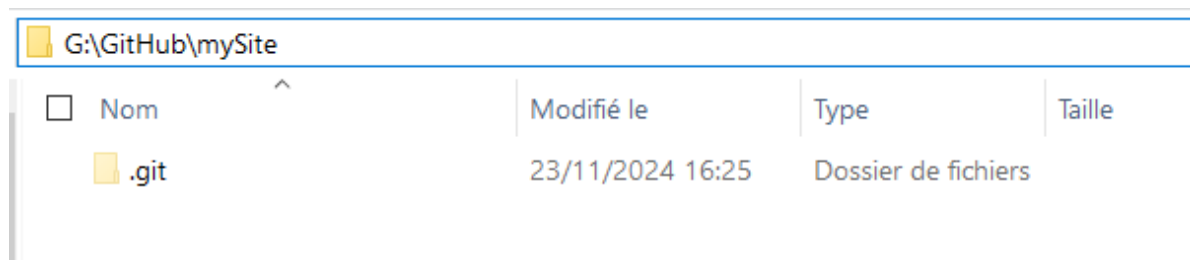 G:\GitHub\mySite
Nom Modifié le Type Taille
.git 23/11/2024 16:25 Dossier de fichiers